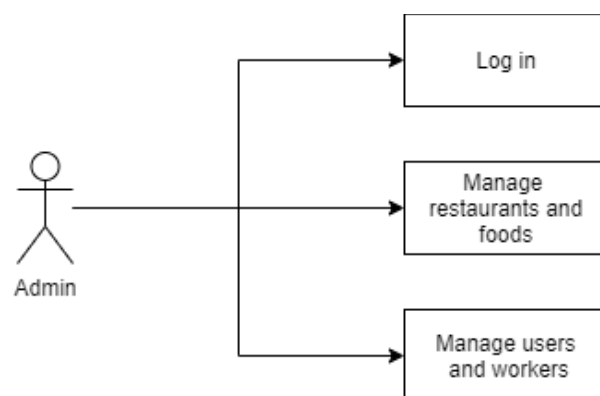 Log in
Manage
restaurants and
foods
Admin
Manage users
and workers